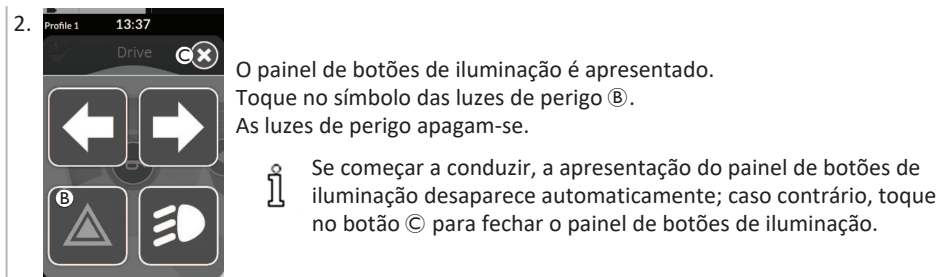 2.
Profile 1 13:37
Drive Ⓒ
Ⓑ
O painel de botões de iluminação é apresentado.
Toque no símbolo das luzes de perigo Ⓑ.
As luzes de perigo apagam-se.
Se começar a conduzir, a apresentação do painel de botões de
iluminação desaparece automaticamente; caso contrário, toque
no botão Ⓒ para fechar o painel de botões de iluminação.